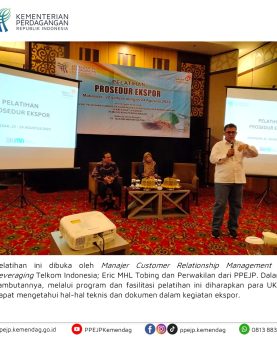 KEMENTERIAN
PERDAGANGAN
REPUBLIK INDONESIA
PELATIHAN
PROSEDUR EKSPOR
PELATIHAN
PROSEDUR EKSPOR
PELATIHAN
elatihan ini dibuka oleh Manajer Customer Relationship Management
everaging Telkom Indonesia; Eric MHL Tobing dan Perwakilan dari PPEJP. Dalam
ambutannya, melalui program dan fasilitasi pelatihan ini diharapkan para UK
apat mengetahui hal-hal teknis dan dokumen dalam kegiatan ekspor.
ppejp.kemendag.go.id
PPEJPKemendag
ppejp.kemendag
0813 883